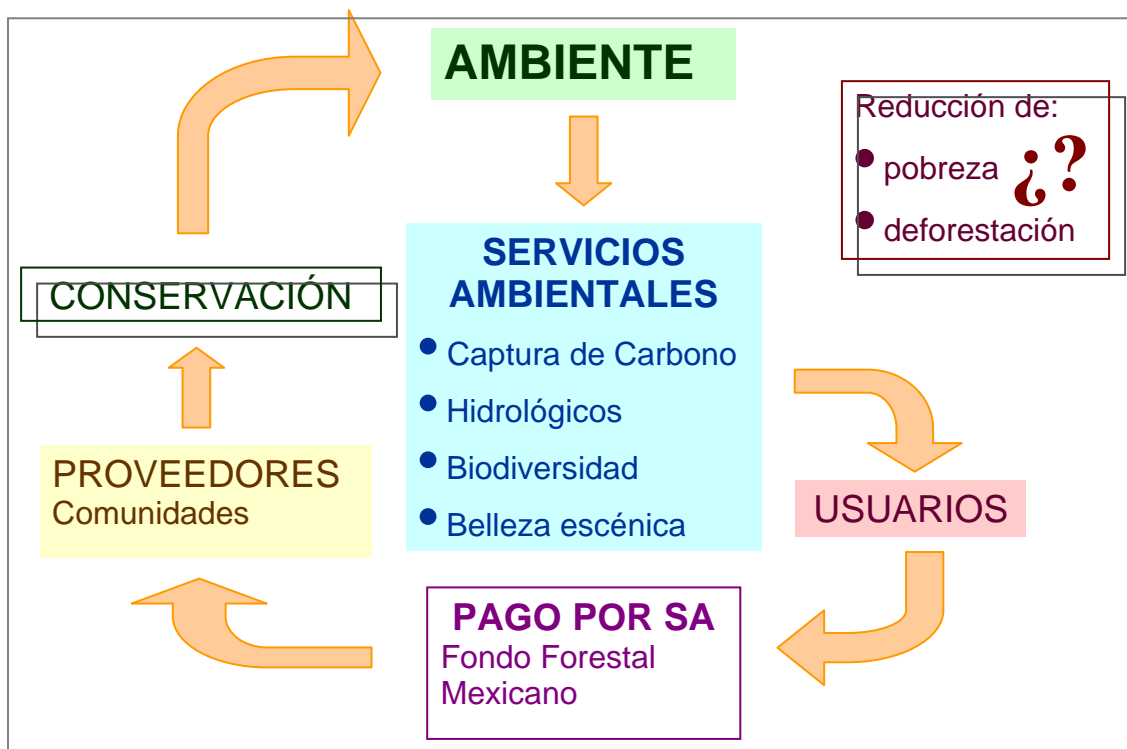 AMBIENTE
Reducción de:
• pobreza ¿?
• deforestación
SERVICIOS
AMBIENTALES
• Captura de Carbono
• Hidrológicos
• Biodiversidad
• Belleza escénica
CONSERVACIÓN
PROVEEDORES
Comunidades
USUARIOS
PAGO POR SA
Fondo Forestal
Mexicano